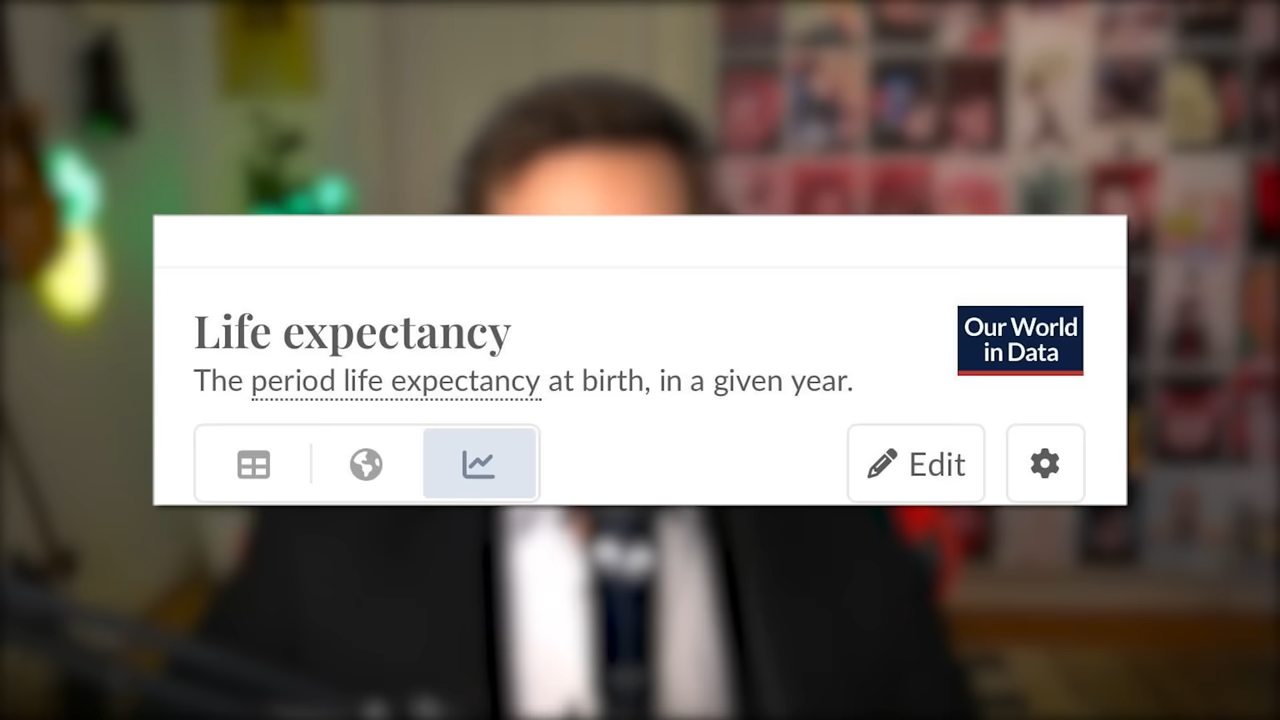 Life expectancy
The period life expectancy at birth, in a given year.
Our World
in Data
Edit